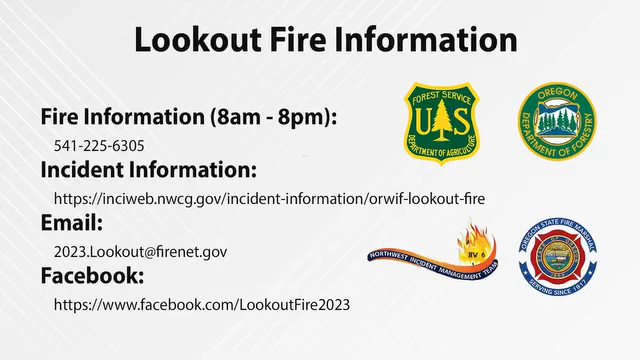 Lookout Fire Information
Fire Information (8am - 8pm):
541-225-6305
Incident Information:
https://inciweb.nwcg.gov/incident-information/orwif-lookout-fire
Email:
2023.Lookout@firenet.gov
Facebook:
https://www.facebook.com/LookoutFire2023
FOREST SERVICE
U S
DEPARTMENT OF AGRICULTURE
OREGON
DEPARTMENT OF FORESTRY
NW 6
NORTHWEST INCIDENT MANAGEMENT TEAM
OREGON STATE FIRE MARSHAL
SERVING SINCE 1917